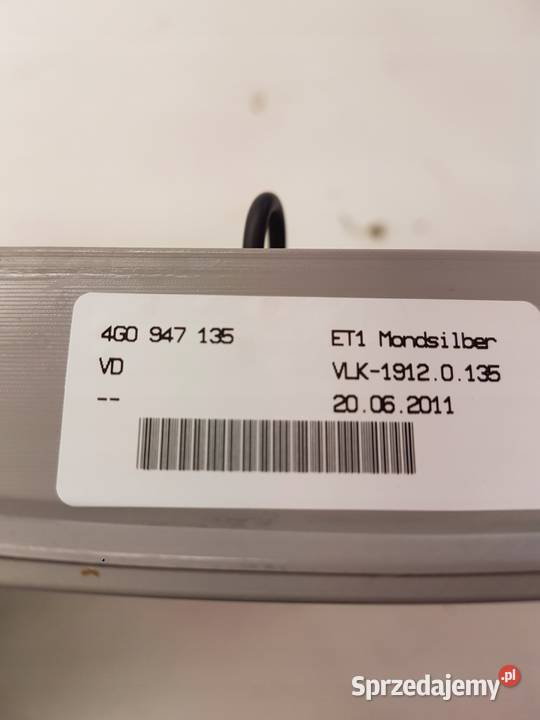 4G0 947 135 ET1 Mondsilber
VD VLK-1912.0.135
-- 20.06.2011
Sprzedajemy.pl